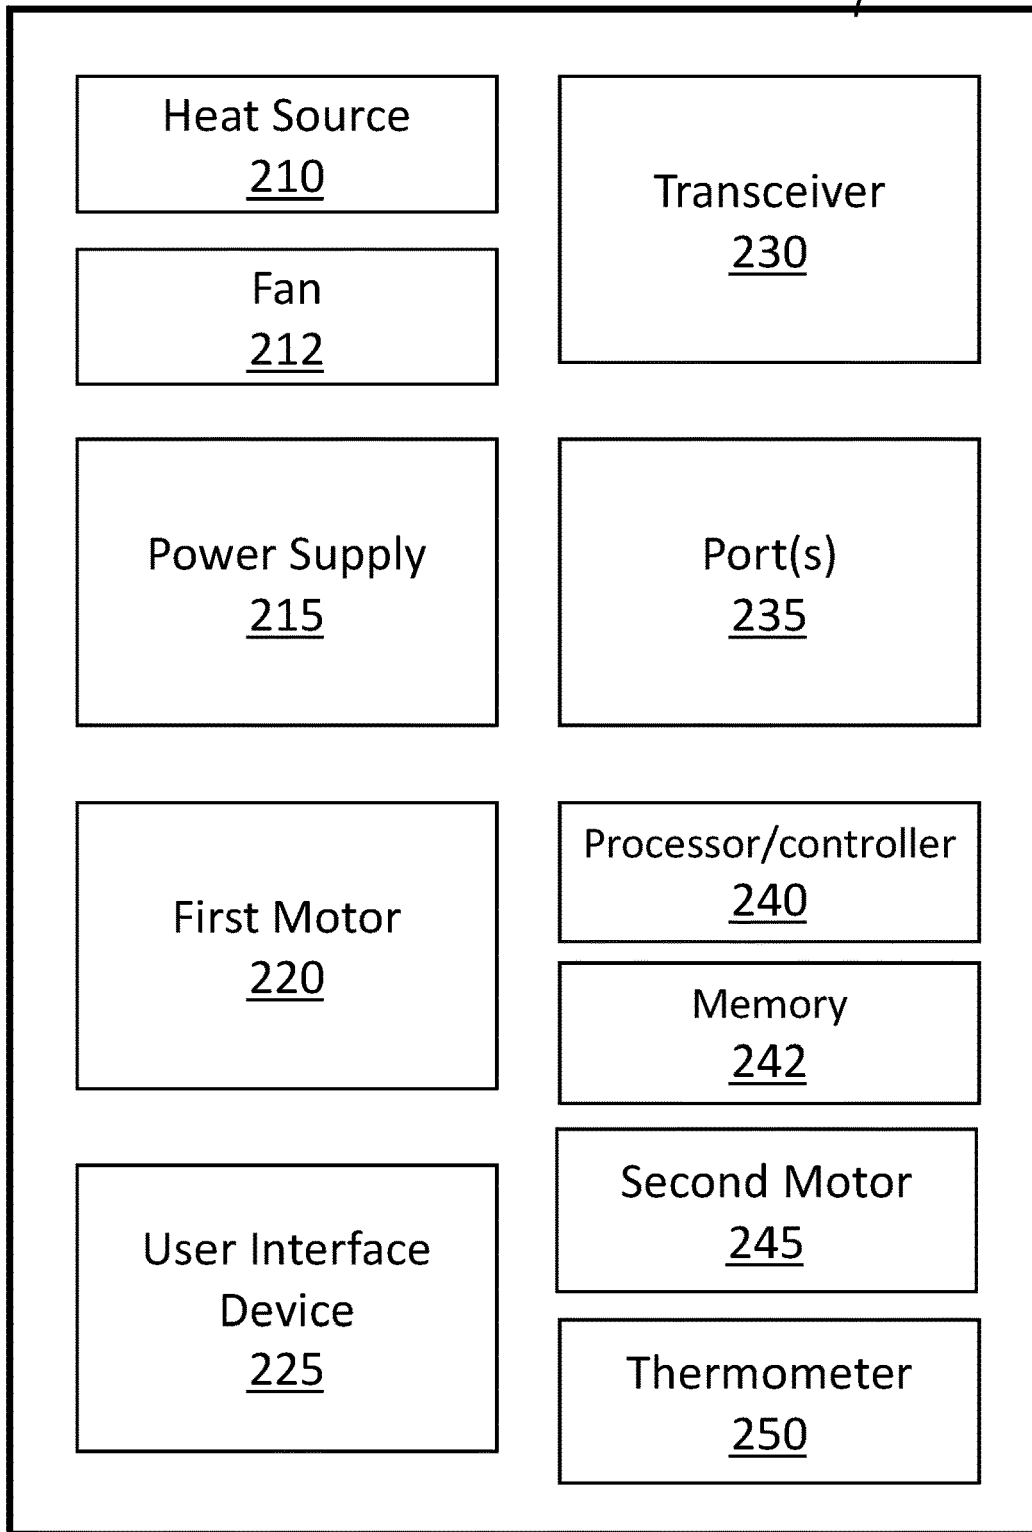 Heat Source
210
Fan
212
Power Supply
215
First Motor
220
User Interface
Device
225
Transceiver
230
Port(s)
235
Processor/controller
240
Memory
242
Second Motor
245
Thermometer
250